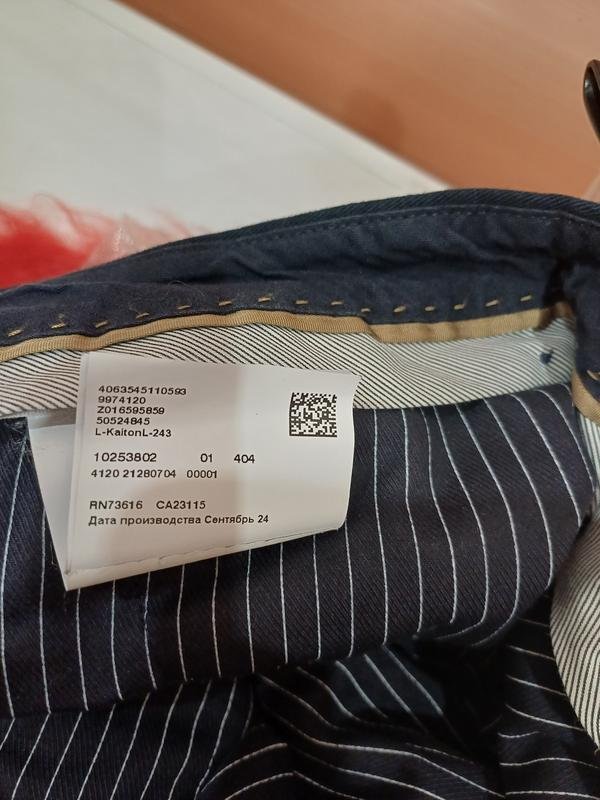 4063545110593
9974120
Z016595859
50524845
L-KaitonL-243
10253802 01 404
4120 21280704 00001
RN73616 CA23115
Дата производства Сентябрь 24